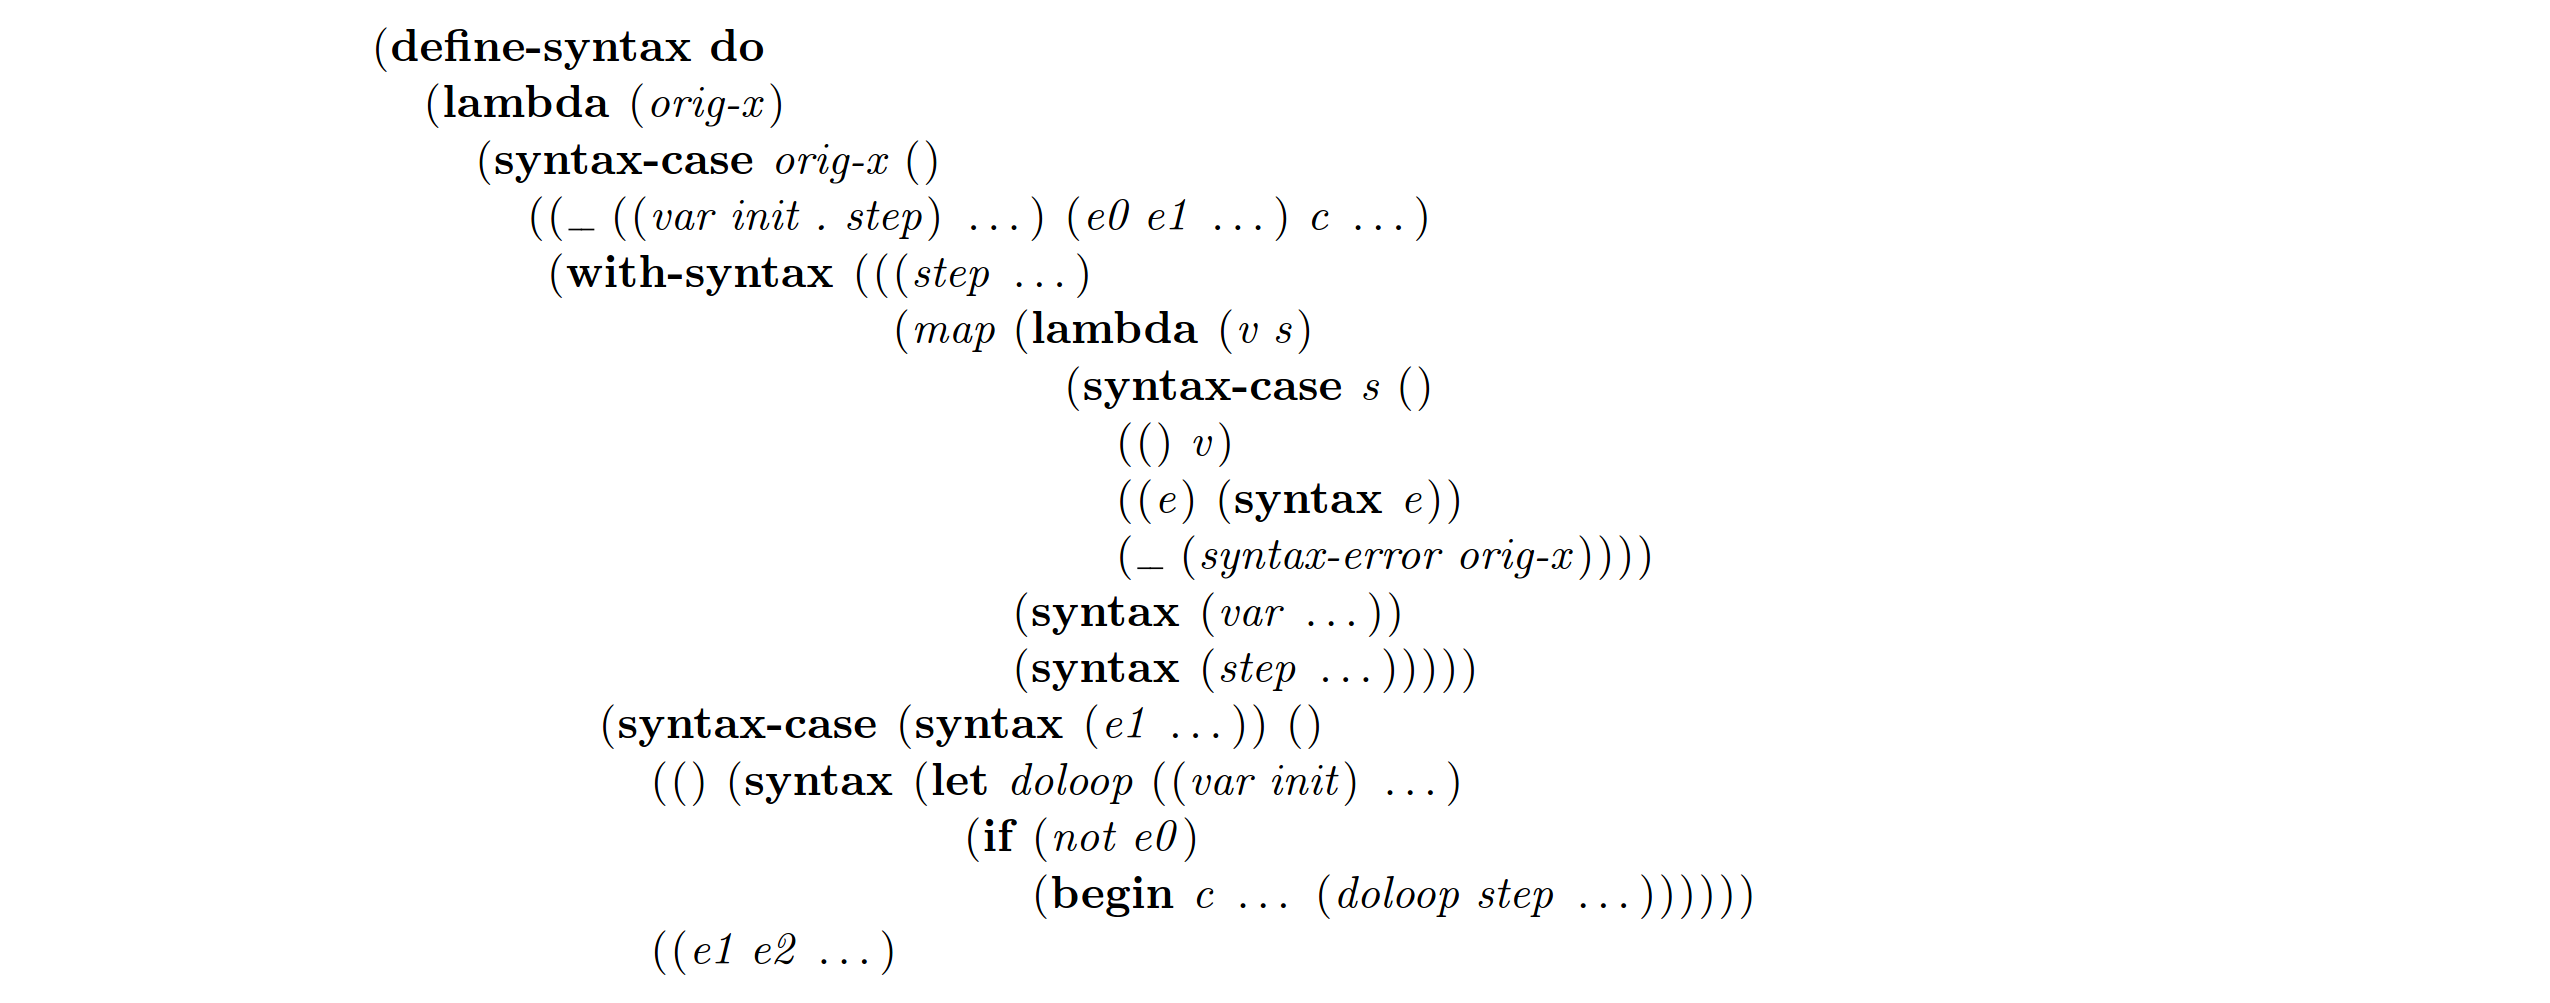 (define-syntax do
(lambda (orig-x)
(syntax-case orig-x ()
((_ ((var init . step) ...) (e0 e1 ...) c ...)
(with-syntax (((step ...)
(map (lambda (v s)
(syntax-case s ()
(() v)
((e) (syntax e))
(_ (syntax-error orig-x))))
(syntax (var ...))
(syntax (step ...)))))
(syntax-case (syntax (e1 ...)) ()
(() (syntax (let doloop ((var init) ...)
(if (not e0)
(begin c ... (doloop step ...))))))
((e1 e2 ...)